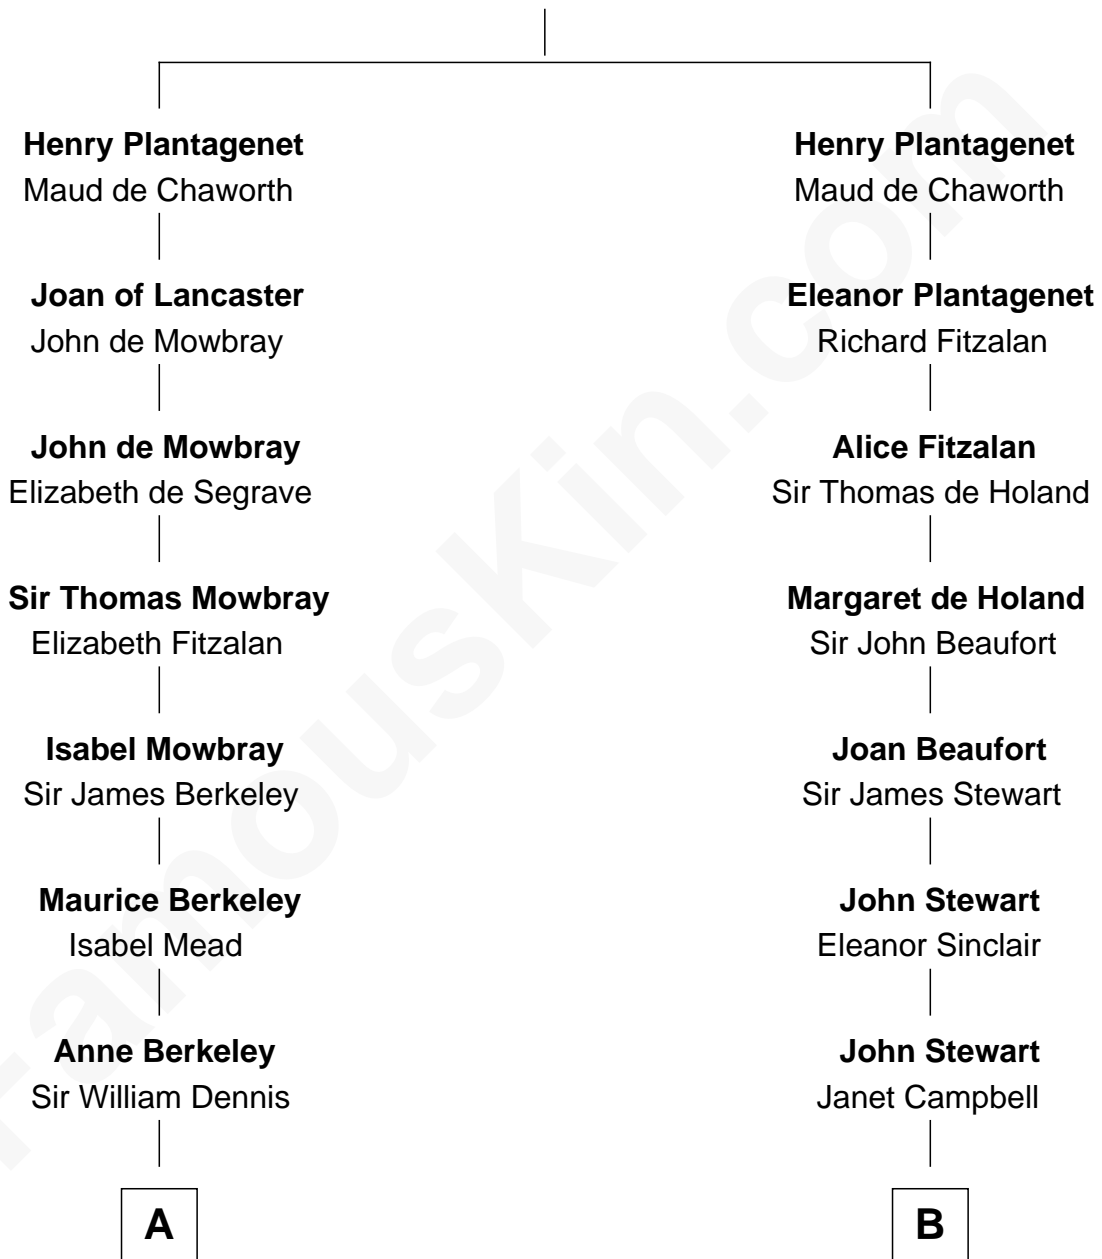 Henry Plantagenet
Maud de Chaworth
Joan of Lancaster
John de Mowbray
John de Mowbray
Elizabeth de Segrave
Sir Thomas Mowbray
Elizabeth Fitzalan
Isabel Mowbray
Sir James Berkeley
Maurice Berkeley
Isabel Mead
Anne Berkeley
Sir William Dennis
A
Henry Plantagenet
Maud de Chaworth
Eleanor Plantagenet
Richard Fitzalan
Alice Fitzalan
Sir Thomas de Holand
Margaret de Holand
Sir John Beaufort
Joan Beaufort
Sir James Stewart
John Stewart
Eleanor Sinclair
John Stewart
Janet Campbell
B
FamousKin.com